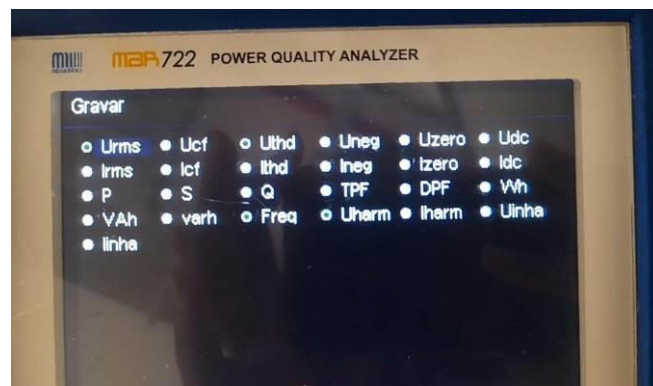 MEGABRAS mar722 POWER QUALITY ANALYZER
Gravar
Urms Ucf Uthd Uneg Uzero Udc
Irms Icf Ithd Ineg Izero Idc
P S Q TPF DPF Wh
VAh varh Freq Uharm Iharm Ulinha
Ilinha